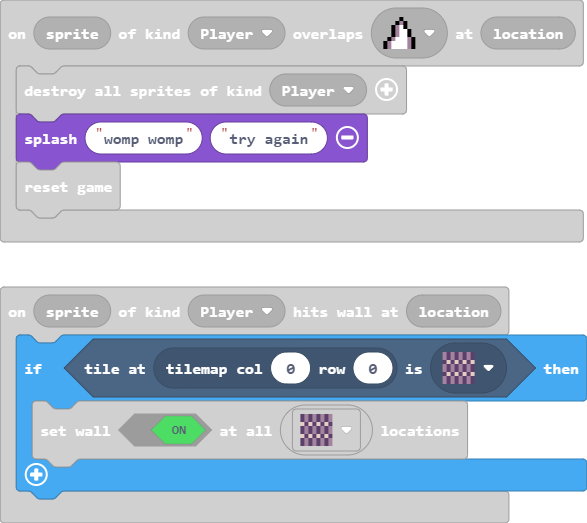 on sprite of kind Player overlaps at location
destroy all sprites of kind Player
splash "womp womp" "try again"
reset game
on sprite of kind Player hits wall at location
if tile at tilemap col 0 row 0 is then
set wall ON at all locations